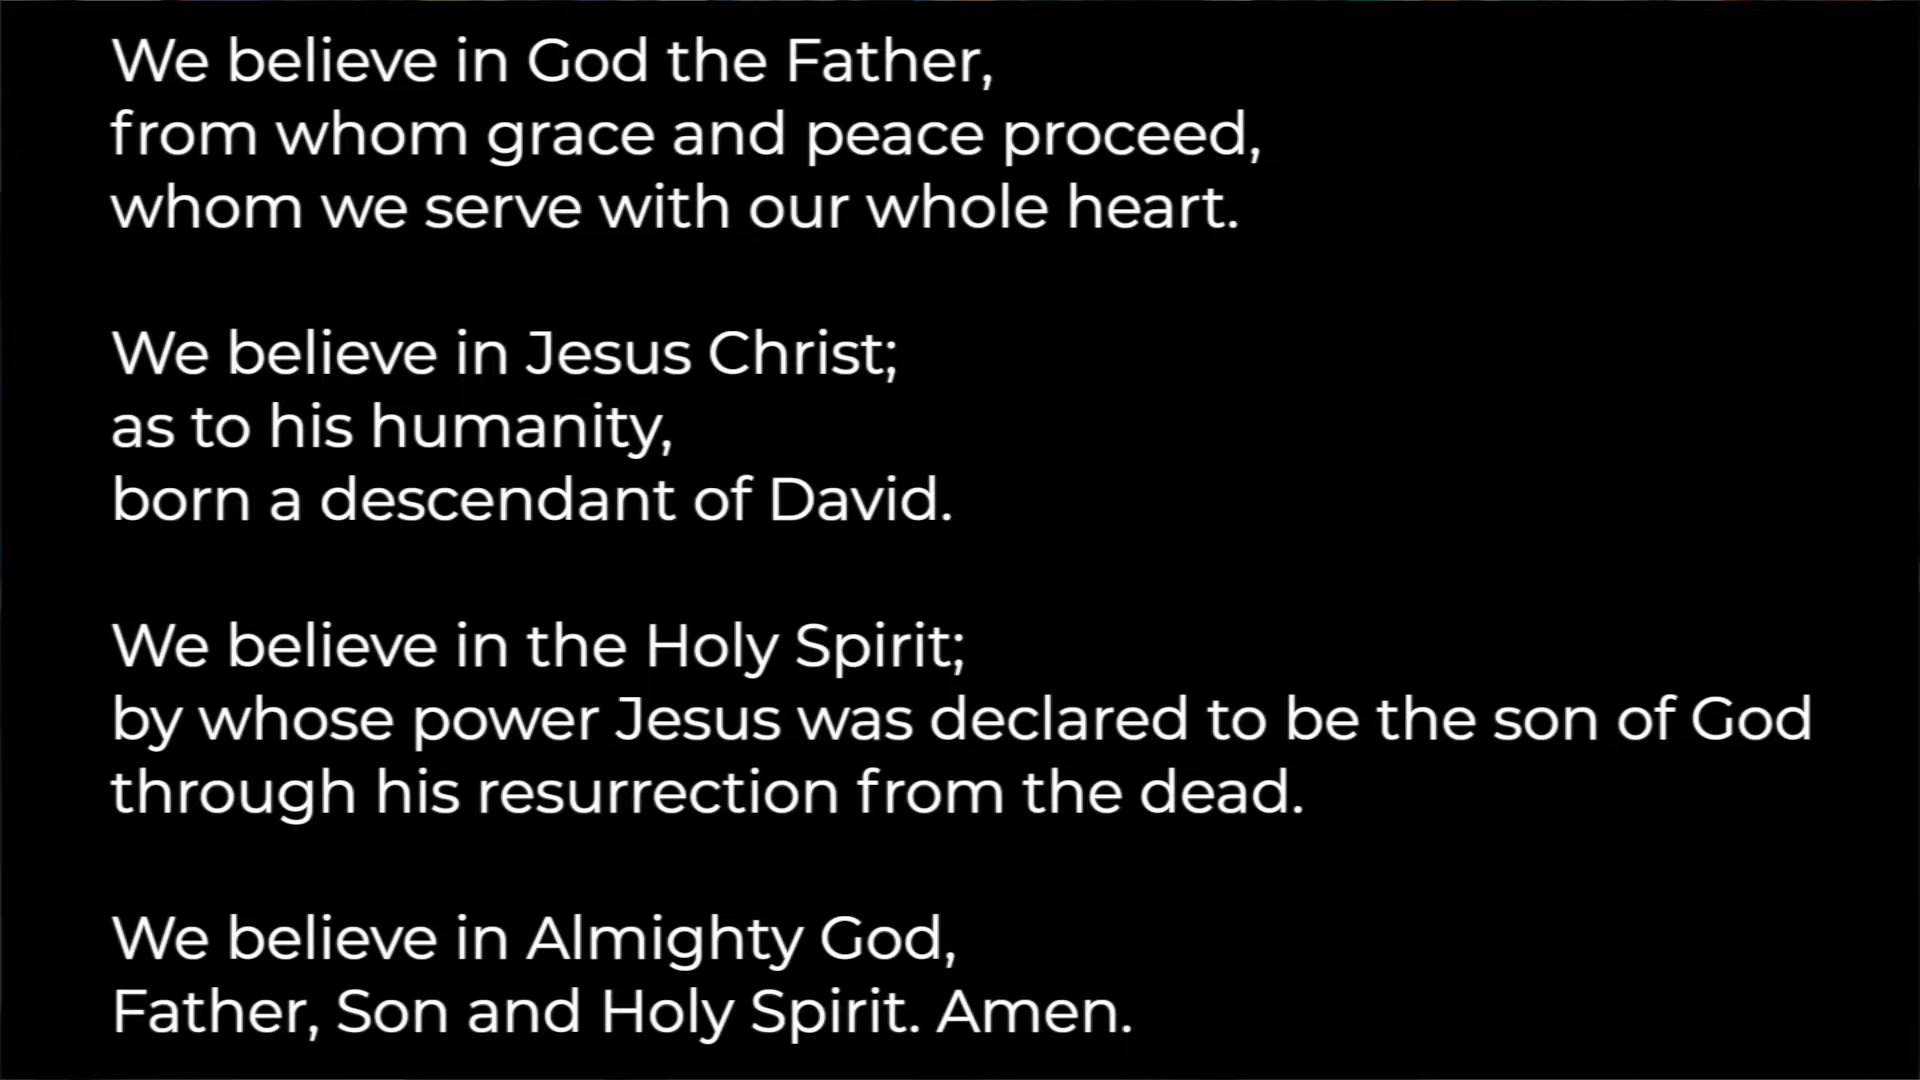 We believe in God the Father,
from whom grace and peace proceed,
whom we serve with our whole heart.
We believe in Jesus Christ;
as to his humanity,
born a descendant of David.
We believe in the Holy Spirit;
by whose power Jesus was declared to be the son of God
through his resurrection from the dead.
We believe in Almighty God,
Father, Son and Holy Spirit. Amen.